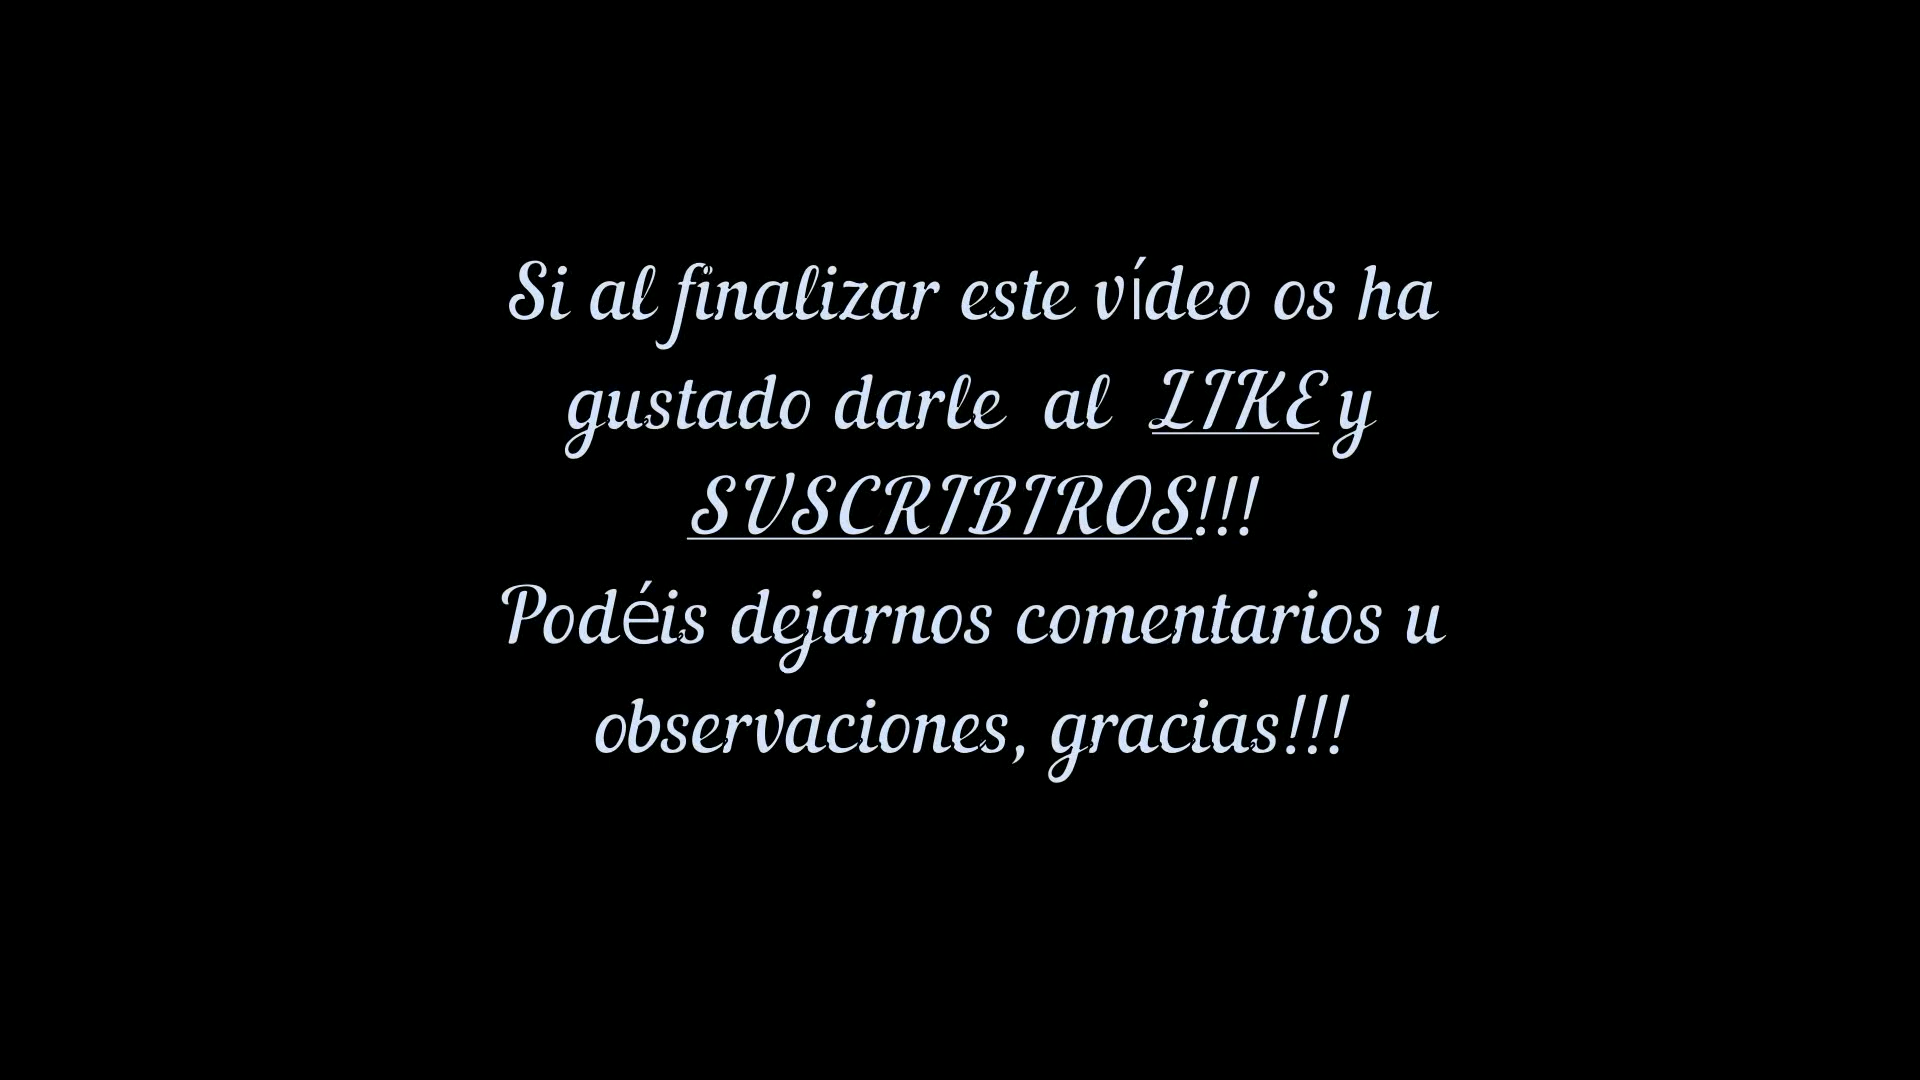 Si al finalizar este vídeo os ha
gustado darle al LIKE y
SUSCRIBIROS!!!
Podéis dejarnos comentarios u
observaciones, gracias!!!